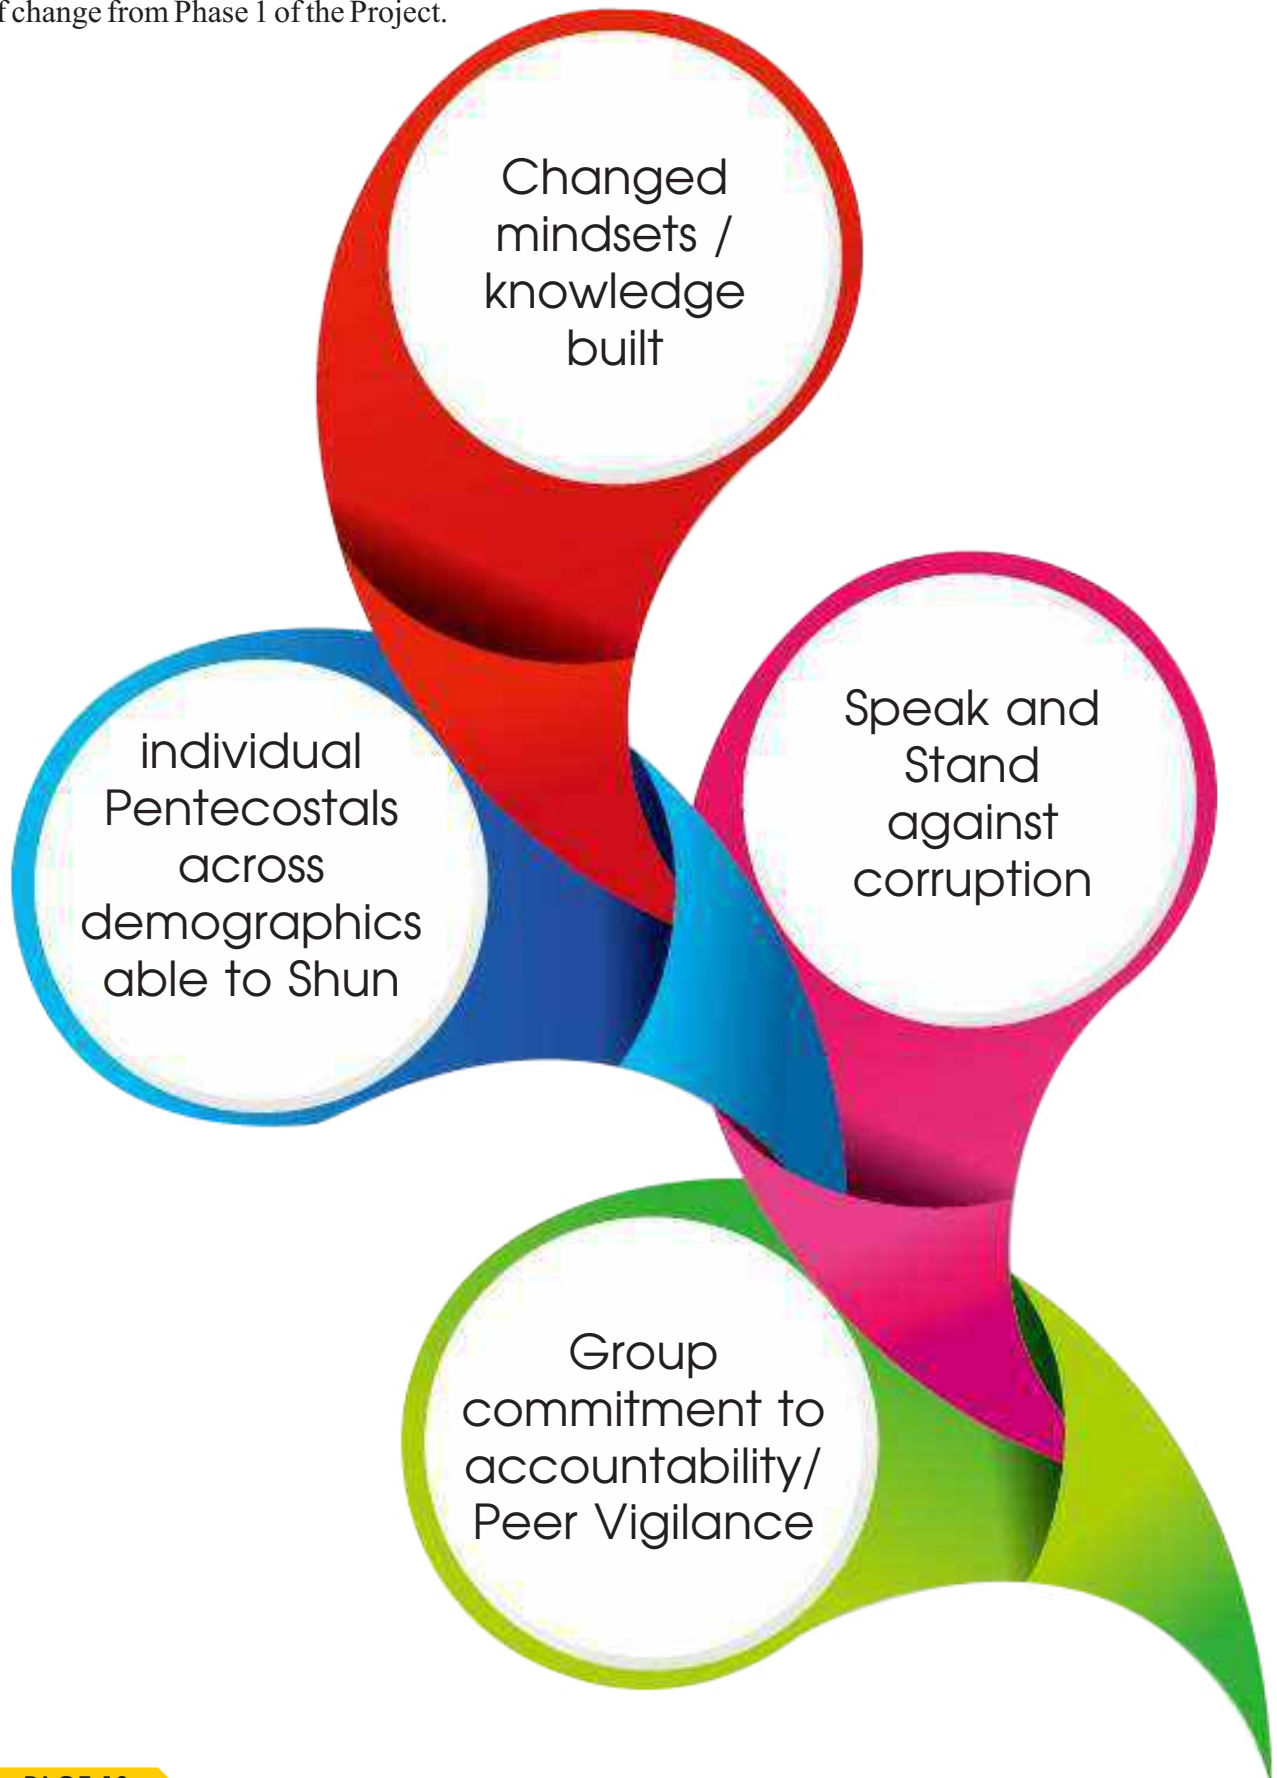 change from Phase 1 of the Project.
Changed
mindsets /
knowledge
built
individual
Pentecostals
across
demographics
able to Shun
Speak and
Stand
against
corruption
Group
commitment to
accountability/
Peer Vigilance